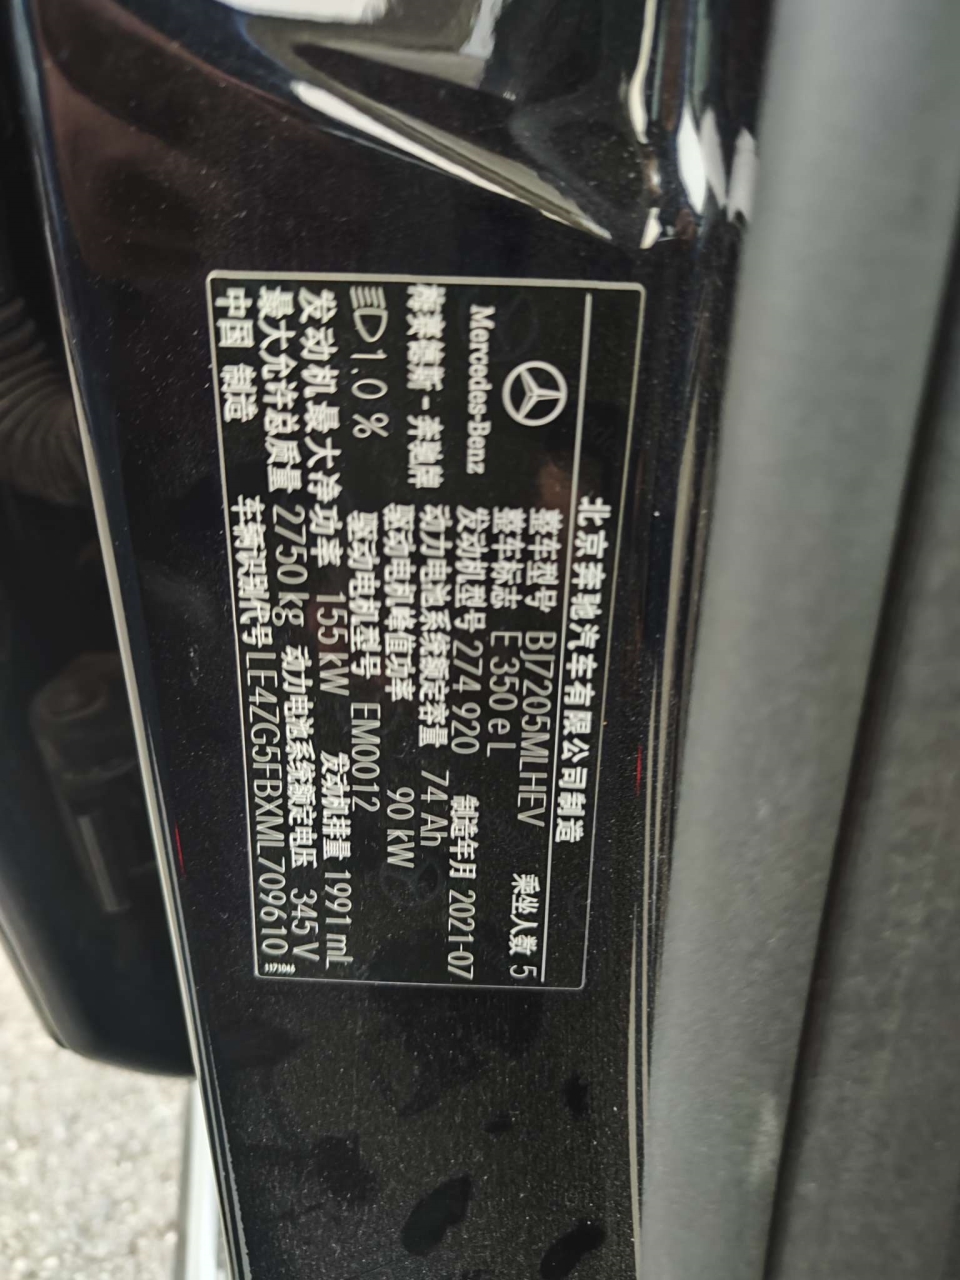 北京奔驰汽车有限公司制造
Mercedes-Benz
梅赛德斯-奔驰牌
整车型号 BJ7205MLHEV 乘坐人数 5
整车标志 E 350 e L
发动机型号 274 920 制造年月 2021-07
动力电池系统额定容量 74 Ah
驱动电机峰值功率 90 kW
1.0 % 驱动电机型号 EM0012
发动机最大净功率 155 kW 发动机排量 1991 mL
最大允许总质量 2750 kg 动力电池系统额定电压 345 V
中国 制造 车辆识别代号 LE4ZG5FBXML709610
1171046